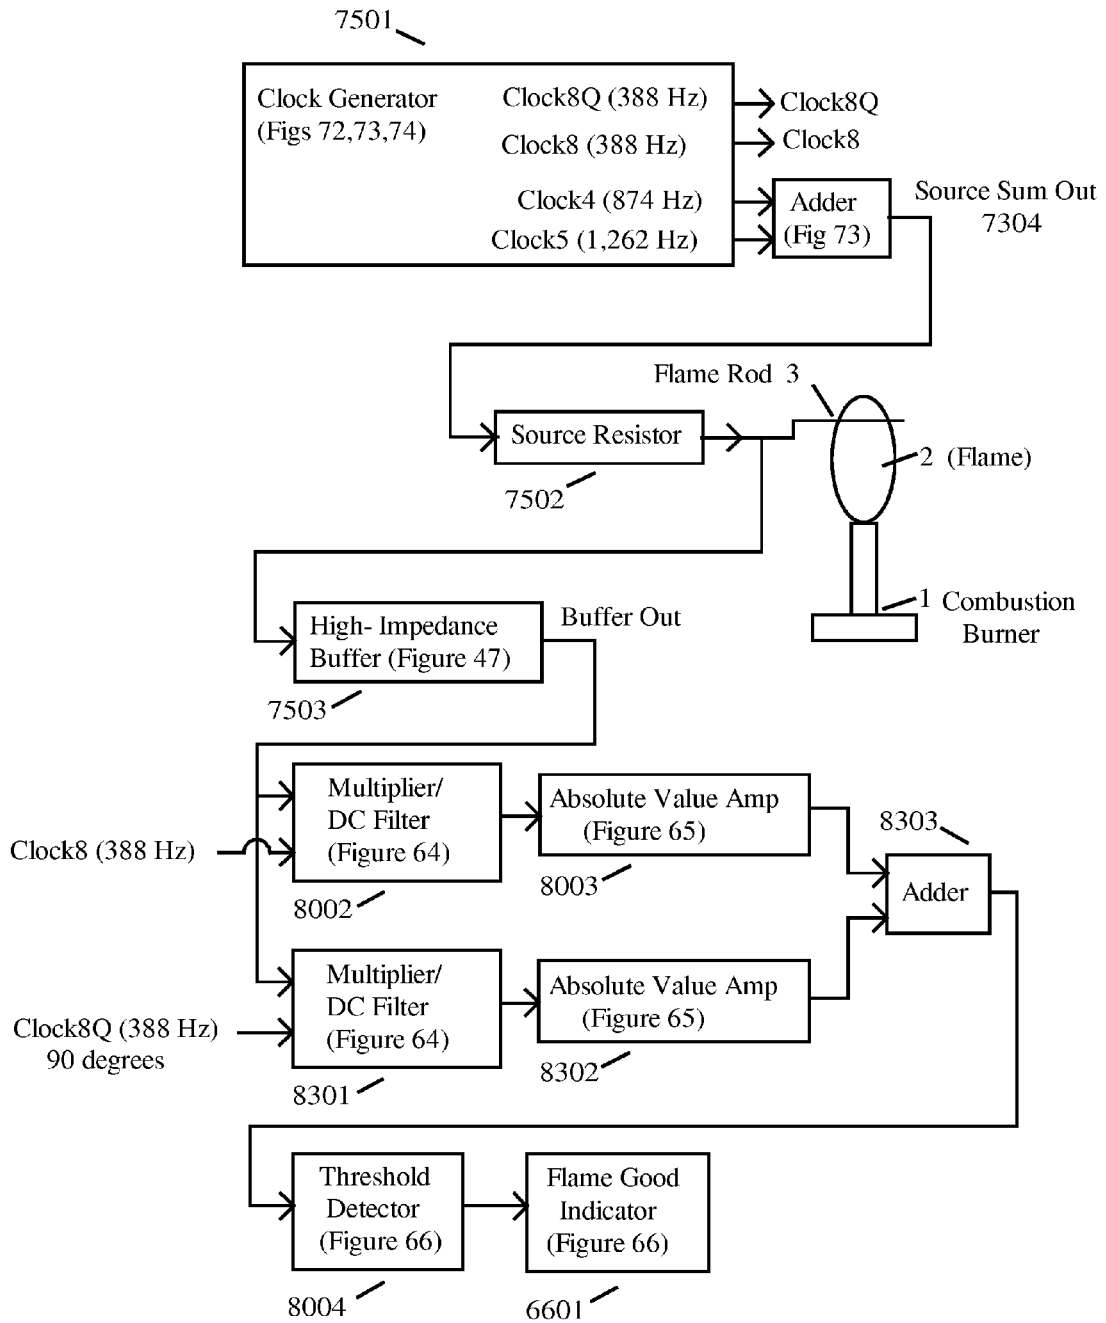 7501
Clock Generator
(Figs 72,73,74)
Clock8Q (388 Hz)
Clock8 (388 Hz)
Clock4 (874 Hz)
Clock5 (1,262 Hz)
Clock8Q
Clock8
Adder
(Fig 73)
Source Sum Out
7304
Flame Rod 3
Source Resistor
7502
2 (Flame)
1 Combustion
Burner
High- Impedance
Buffer (Figure 47)
Buffer Out
7503
Multiplier/
DC Filter
(Figure 64)
Absolute Value Amp
(Figure 65)
8303
Clock8 (388 Hz)
8002
8003
Adder
Multiplier/
DC Filter
(Figure 64)
Absolute Value Amp
(Figure 65)
Clock8Q (388 Hz)
90 degrees
8301
8302
Threshold
Detector
(Figure 66)
Flame Good
Indicator
(Figure 66)
8004
6601